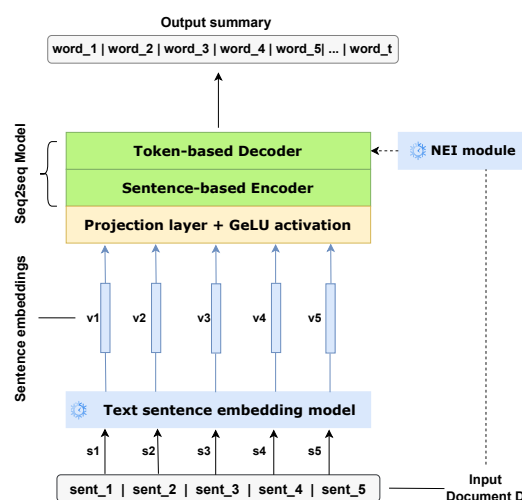 Output summary
word_1 | word_2 | word_3 | word_4 | word_5| ... | word_t
Seq2seq Model
Token-based Decoder
NEI module
Sentence-based Encoder
Projection layer + GeLU activation
Sentence embeddings
v1 v2 v3 v4 v5
Text sentence embedding model
s1 s2 s3 s4 s5
sent_1 | sent_2 | sent_3 | sent_4 | sent_5
Input
Document D